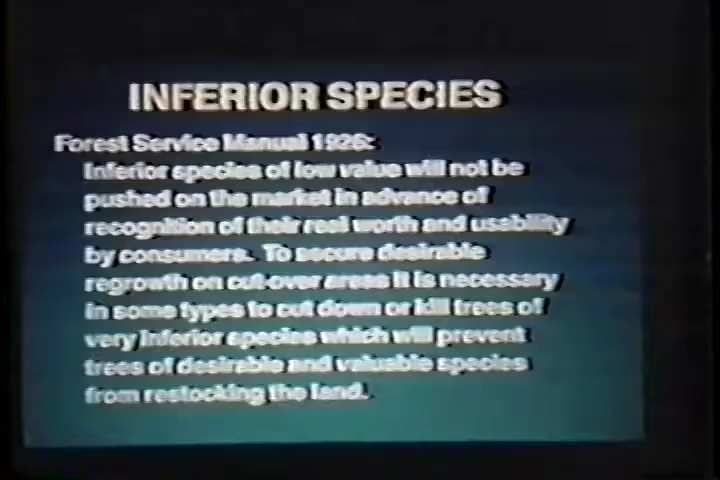 INFERIOR SPECIES
Forest Service Manual 1926:
Inferior species of low value will not be
pushed on the market in advance of
recognition of their real worth and usability
by consumers. To secure desirable
regrowth on cut-over areas it is necessary
in some types to cut down or kill trees of
very inferior species which will prevent
trees of desirable and valuable species
from restocking the land.